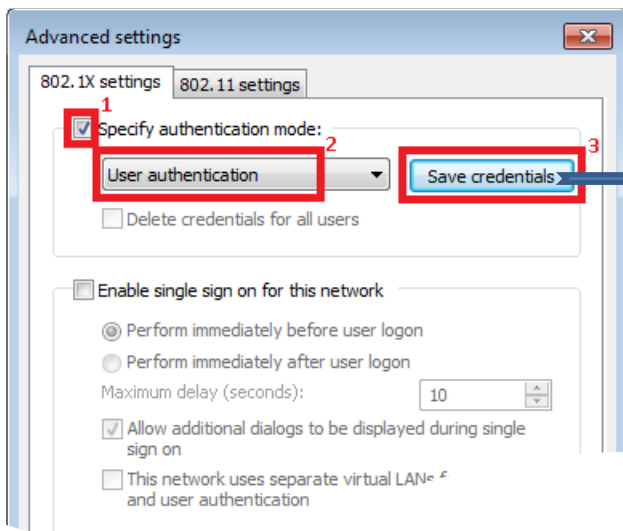 Advanced settings
802.1X settings 802.11 settings
1
Specify authentication mode:
2
3
User authentication
Save credentials
Delete credentials for all users
Enable single sign on for this network
Perform immediately before user logon
Perform immediately after user logon
Maximum delay (seconds):
10
Allow additional dialogs to be displayed during single
sign on
This network uses separate virtual LANs
and user authentication